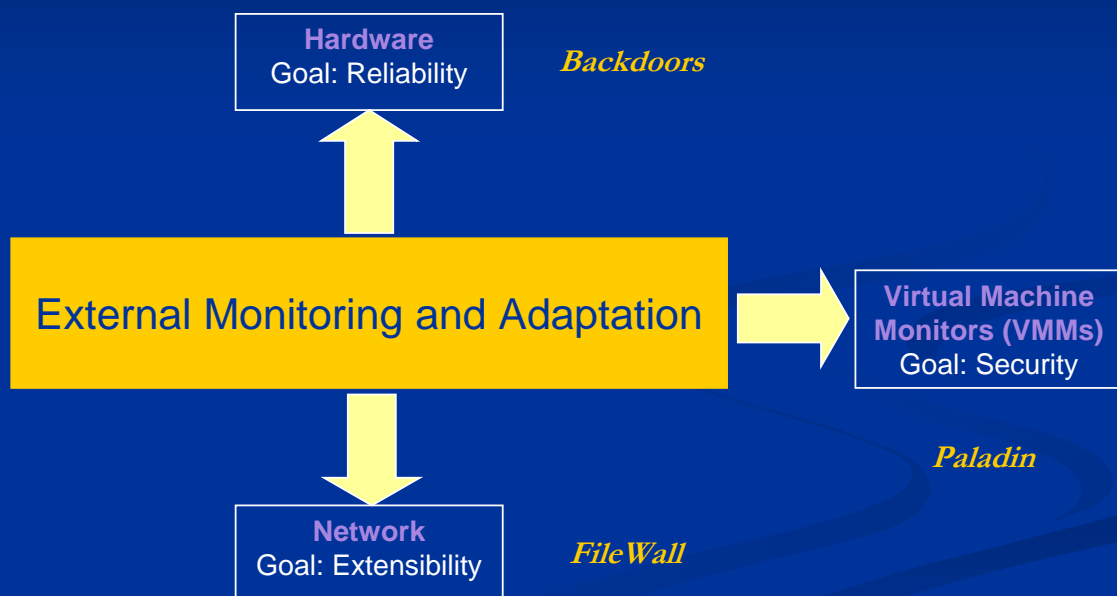 Hardware
Goal: Reliability
Backdoors
External Monitoring and Adaptation
Virtual Machine
Monitors (VMMs)
Goal: Security
Paladin
Network
Goal: Extensibility
FileWall